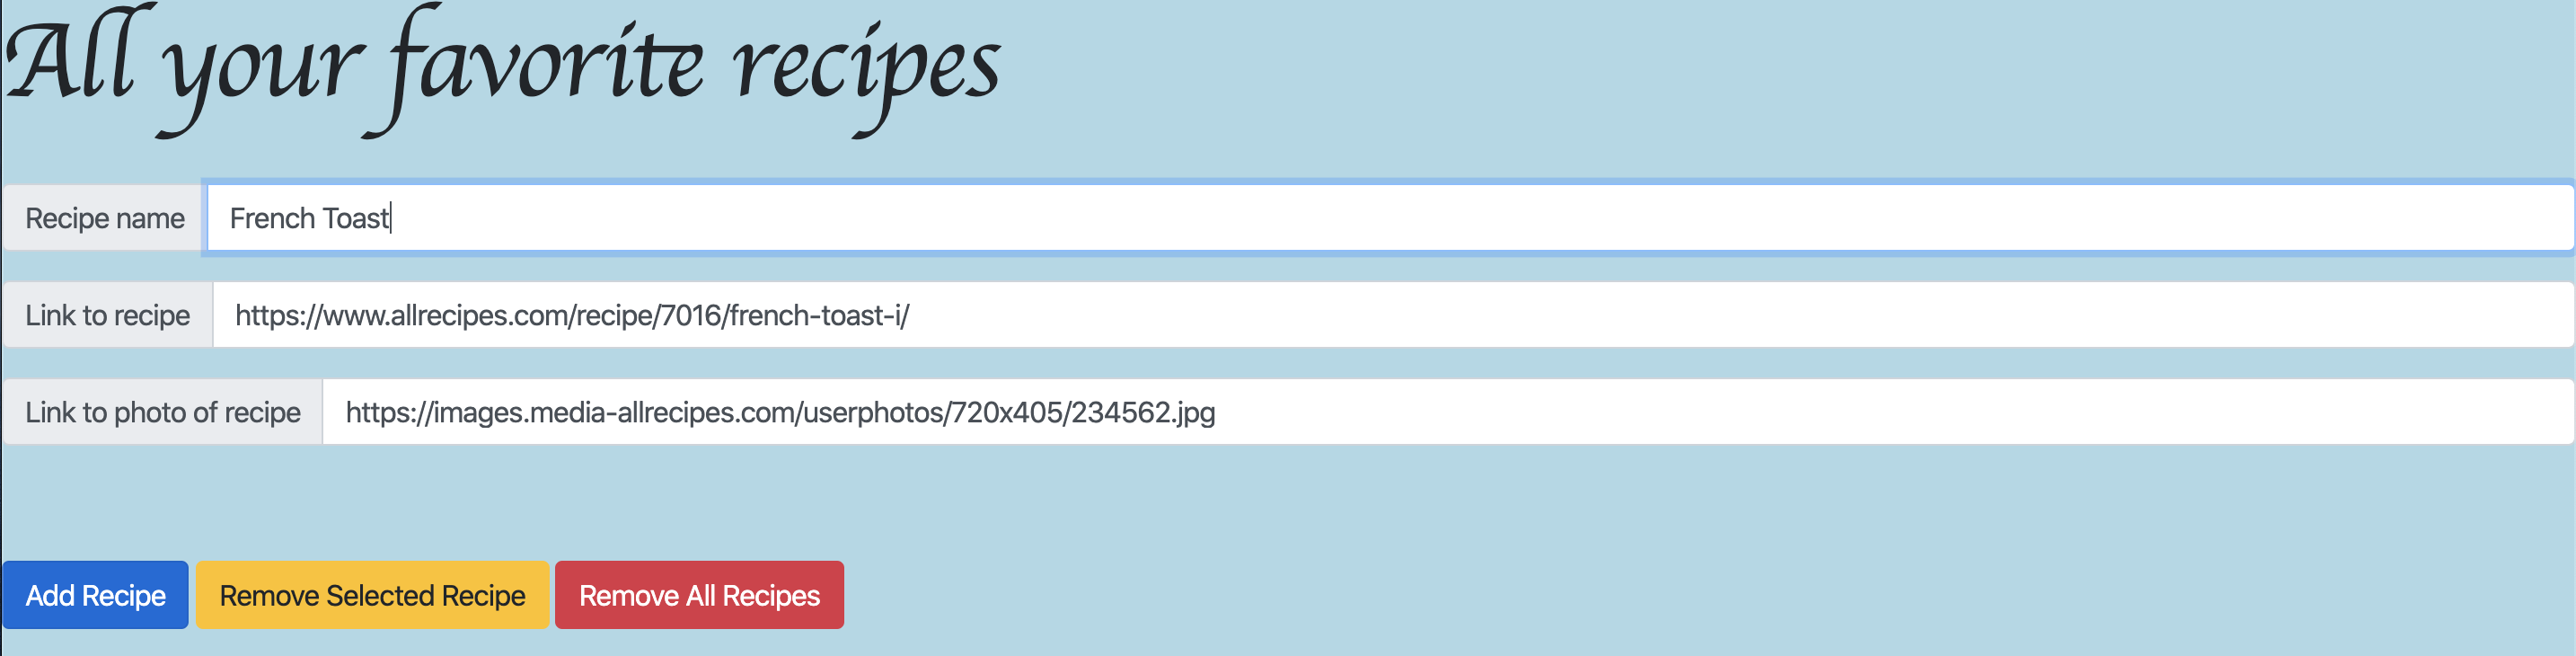 All your favorite recipes
Recipe name French Toast
Link to recipe https://www.allrecipes.com/recipe/7016/french-toast-i/
Link to photo of recipe https://images.media-allrecipes.com/userphotos/720x405/234562.jpg
Add Recipe Remove Selected Recipe Remove All Recipes